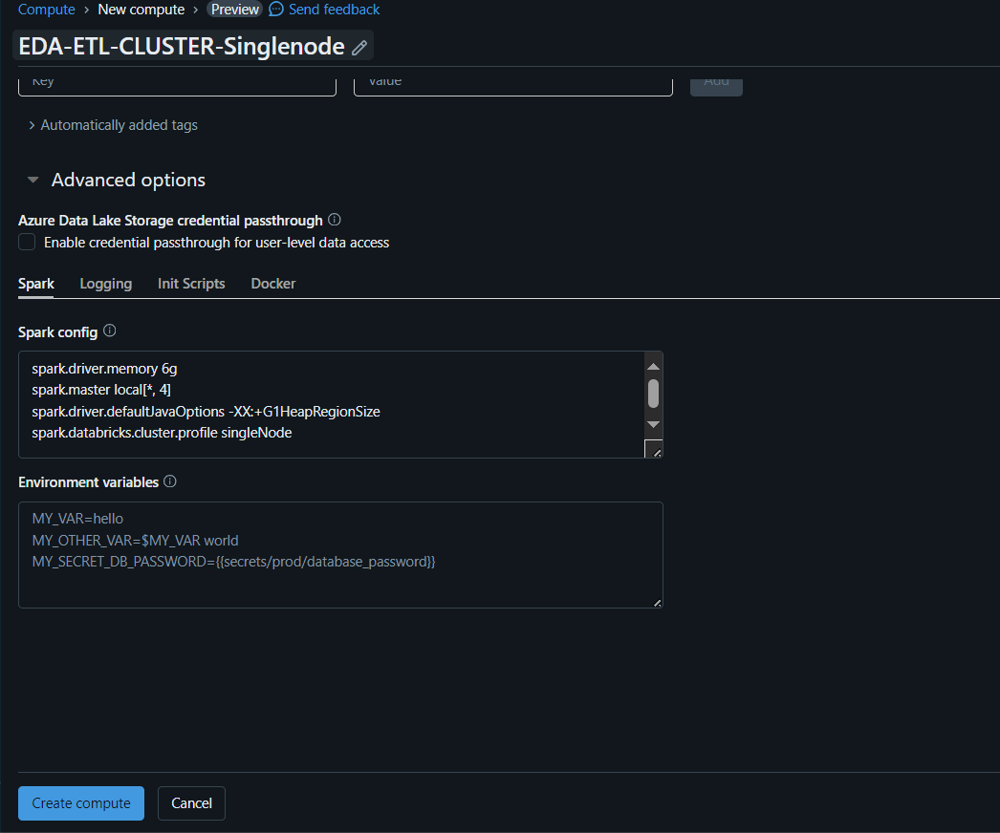 Compute > New compute > Preview Send feedback
EDA-ETL-CLUSTER-Singlenode
Key Value Add
> Automatically added tags
Advanced options
Azure Data Lake Storage credential passthrough
Enable credential passthrough for user-level data access
Spark Logging Init Scripts Docker
Spark config
spark.driver.memory 6g
spark.master local[*, 4]
spark.driver.defaultJavaOptions -XX:+G1HeapRegionSize
spark.databricks.cluster.profile singleNode
Environment variables
MY_VAR=hello
MY_OTHER_VAR=$MY_VAR world
MY_SECRET_DB_PASSWORD={{secrets/prod/database_password}}
Create compute Cancel